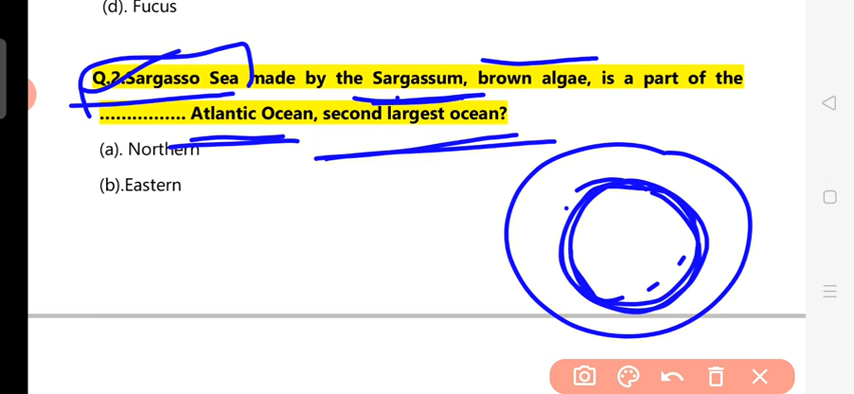 (d). Fucus
Q.2.Sargasso Sea made by the Sargassum, brown algae, is a part of the
................ Atlantic Ocean, second largest ocean?
(a). Northern
(b).Eastern